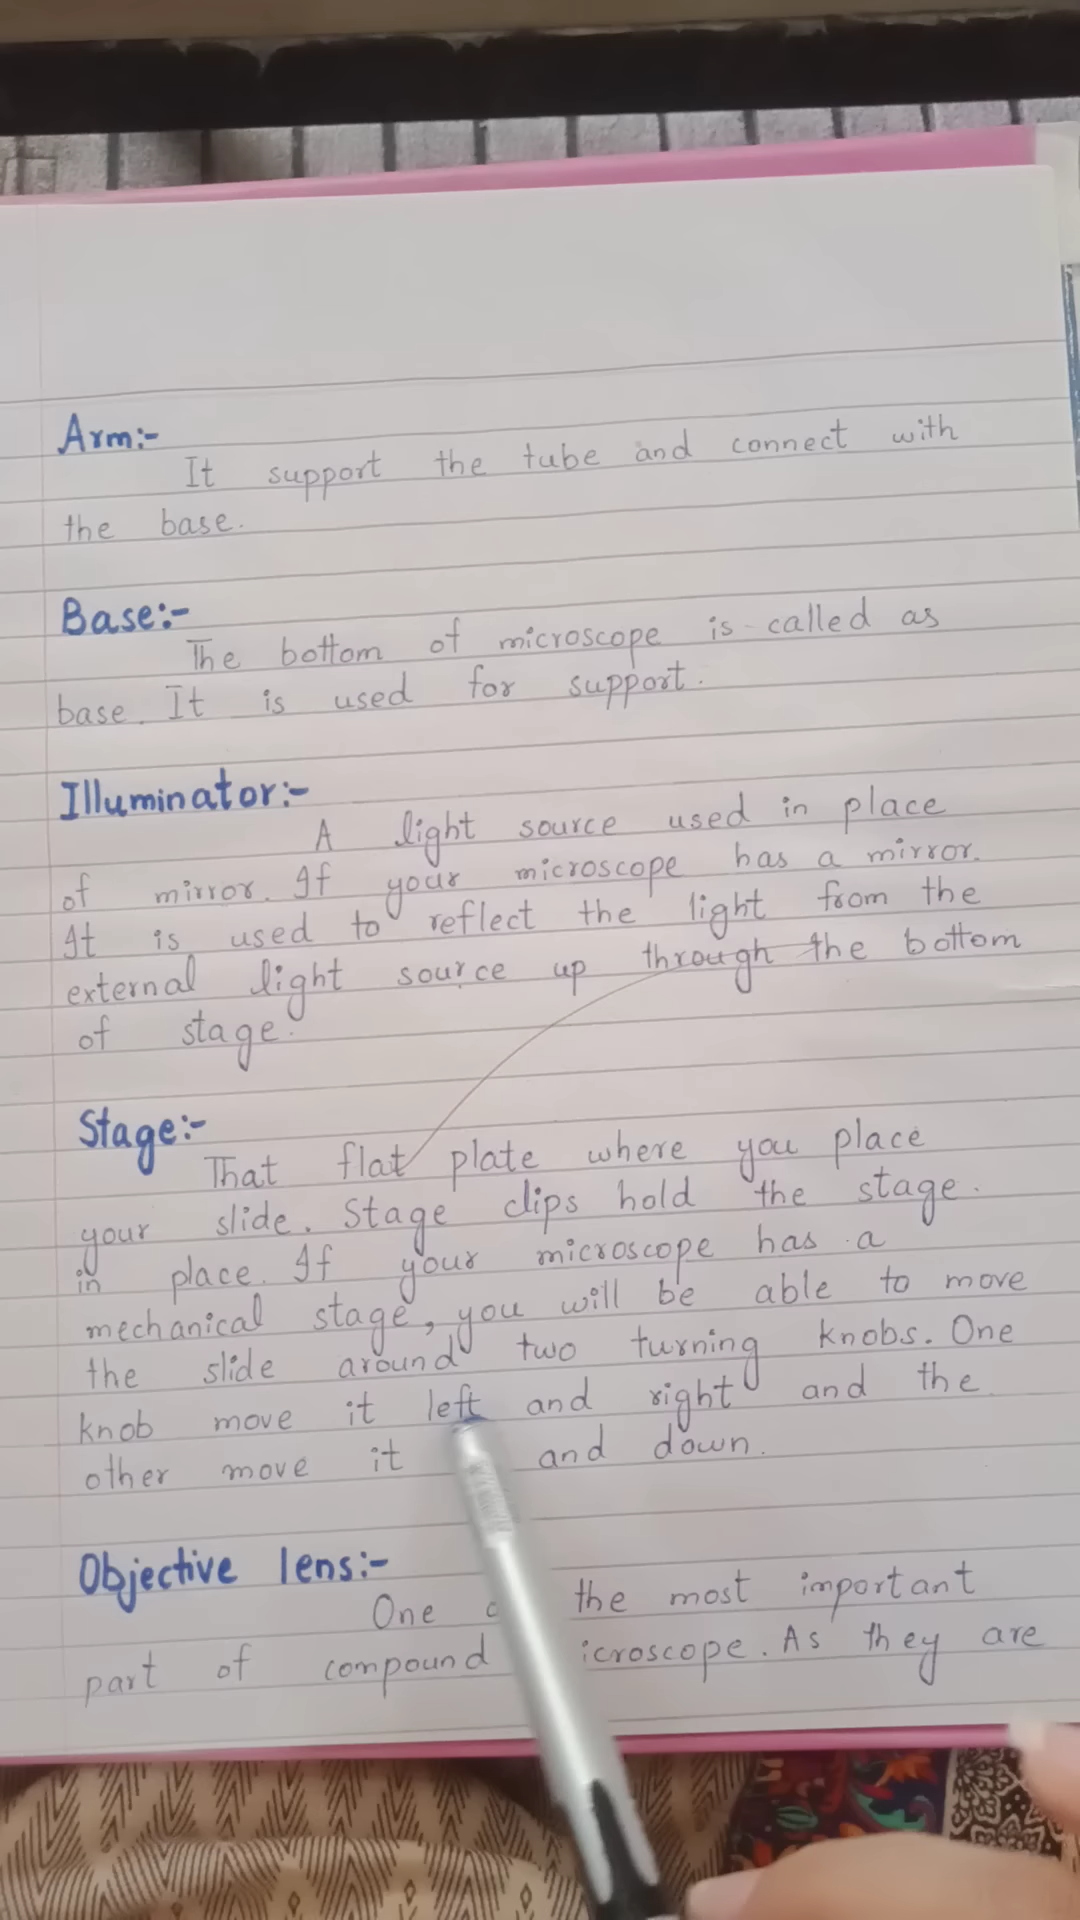 Arm:-
It support the tube and connect with
the base.
Base:-
The bottom of microscope is called as
base. It is used for support.
Illuminator:-
A light source used in place
of mirror. If your microscope has a mirror.
It is used to reflect the light from the
external light source up through the bottom
of stage.
Stage:-
That flat plate where you place
your slide. Stage clips hold the stage.
in place. If your microscope has a
mechanical stage, you will be able to move
the slide around two turning knobs. One
knob move it left and right and the
other move it and down.
Objective lens:-
One the most important
part of compound icroscope. As they are